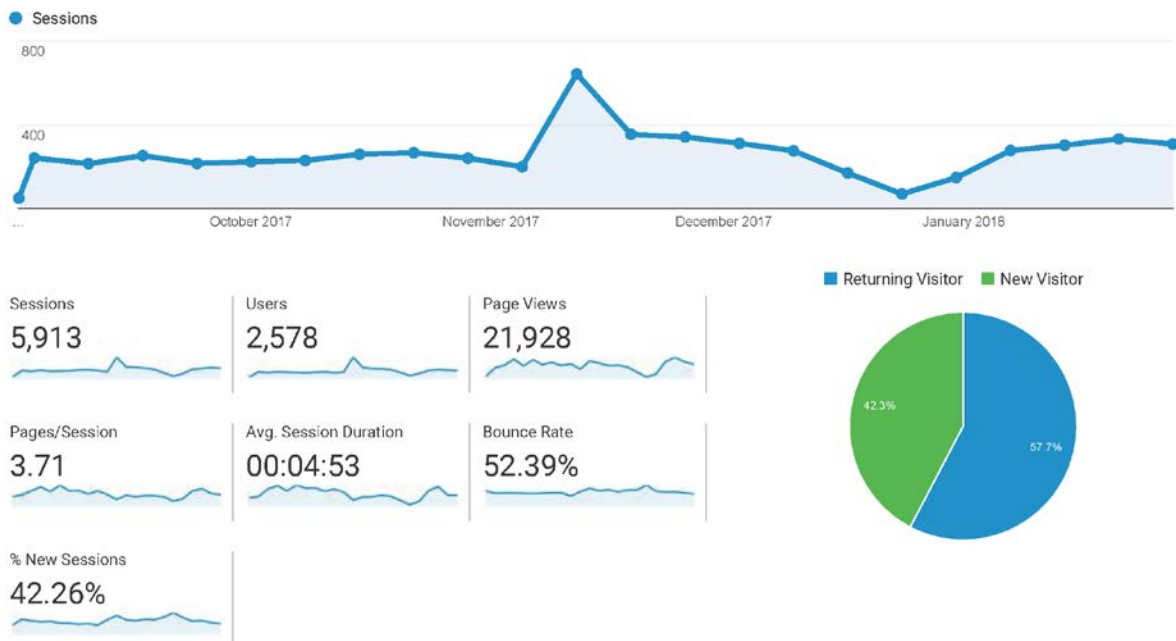 Sessions
800
400
...
October 2017
November 2017
December 2017
January 2018
Sessions
5,913
Users
2,578
Page Views
21,928
Pages/Session
3.71
Avg. Session Duration
00:04:53
Bounce Rate
52.39%
% New Sessions
42.26%
Returning Visitor
New Visitor
42.3%
57.7%